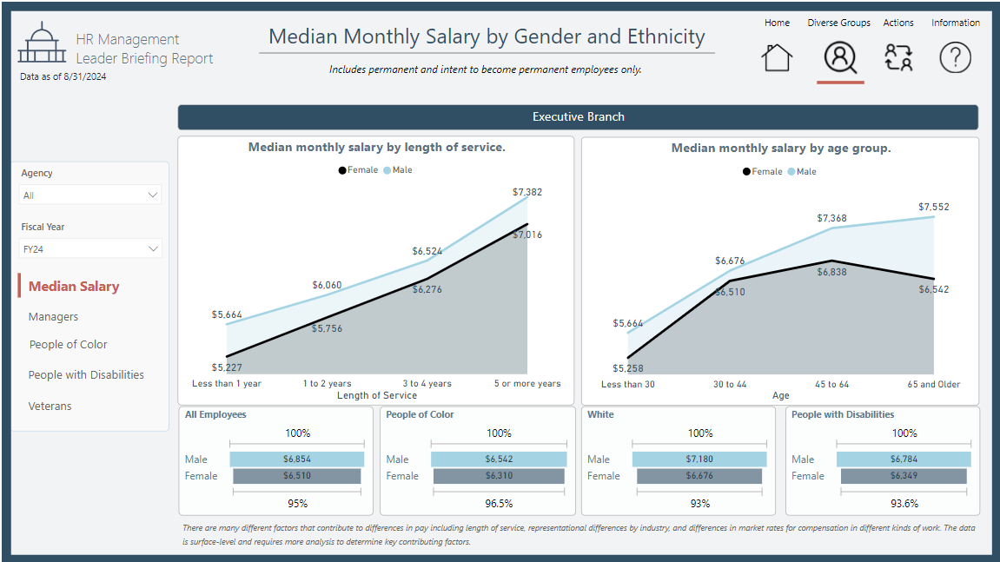 HR Management
Leader Briefing Report
Data as of 8/31/2024
Median Monthly Salary by Gender and Ethnicity
Includes permanent and intent to become permanent employees only.
Home
Diverse Groups
Actions
Information
?
Executive Branch
Agency
All
Fiscal Year
FY24
Median Salary
Managers
People of Color
People with Disabilities
Veterans
Median monthly salary by length of service.
Female Male
$7,382
$7,016
$6,524
$6,276
$6,060
$5,756
$5,664
$5,227
Less than 1 year 1 to 2 years 3 to 4 years 5 or more years
Length of Service
Median monthly salary by age group.
Female Male
$7,552
$7,368
$6,838
$6,676
$6,510
$6,542
$5,664
$5,258
Less than 30 30 to 44 45 to 64 65 and Older
Age
All Employees
100%
Male $6,854
Female $6,510
95%
People of Color
100%
Male $6,542
Female $6,310
96.5%
White
100%
Male $7,180
Female $6,676
93%
People with Disabilities
100%
Male $6,784
Female $6,349
93.6%
There are many different factors that contribute to differences in pay including length of service, representational differences by industry, and differences in market rates for compensation in different kinds of work. The data
is surface-level and requires more analysis to determine key contributing factors.